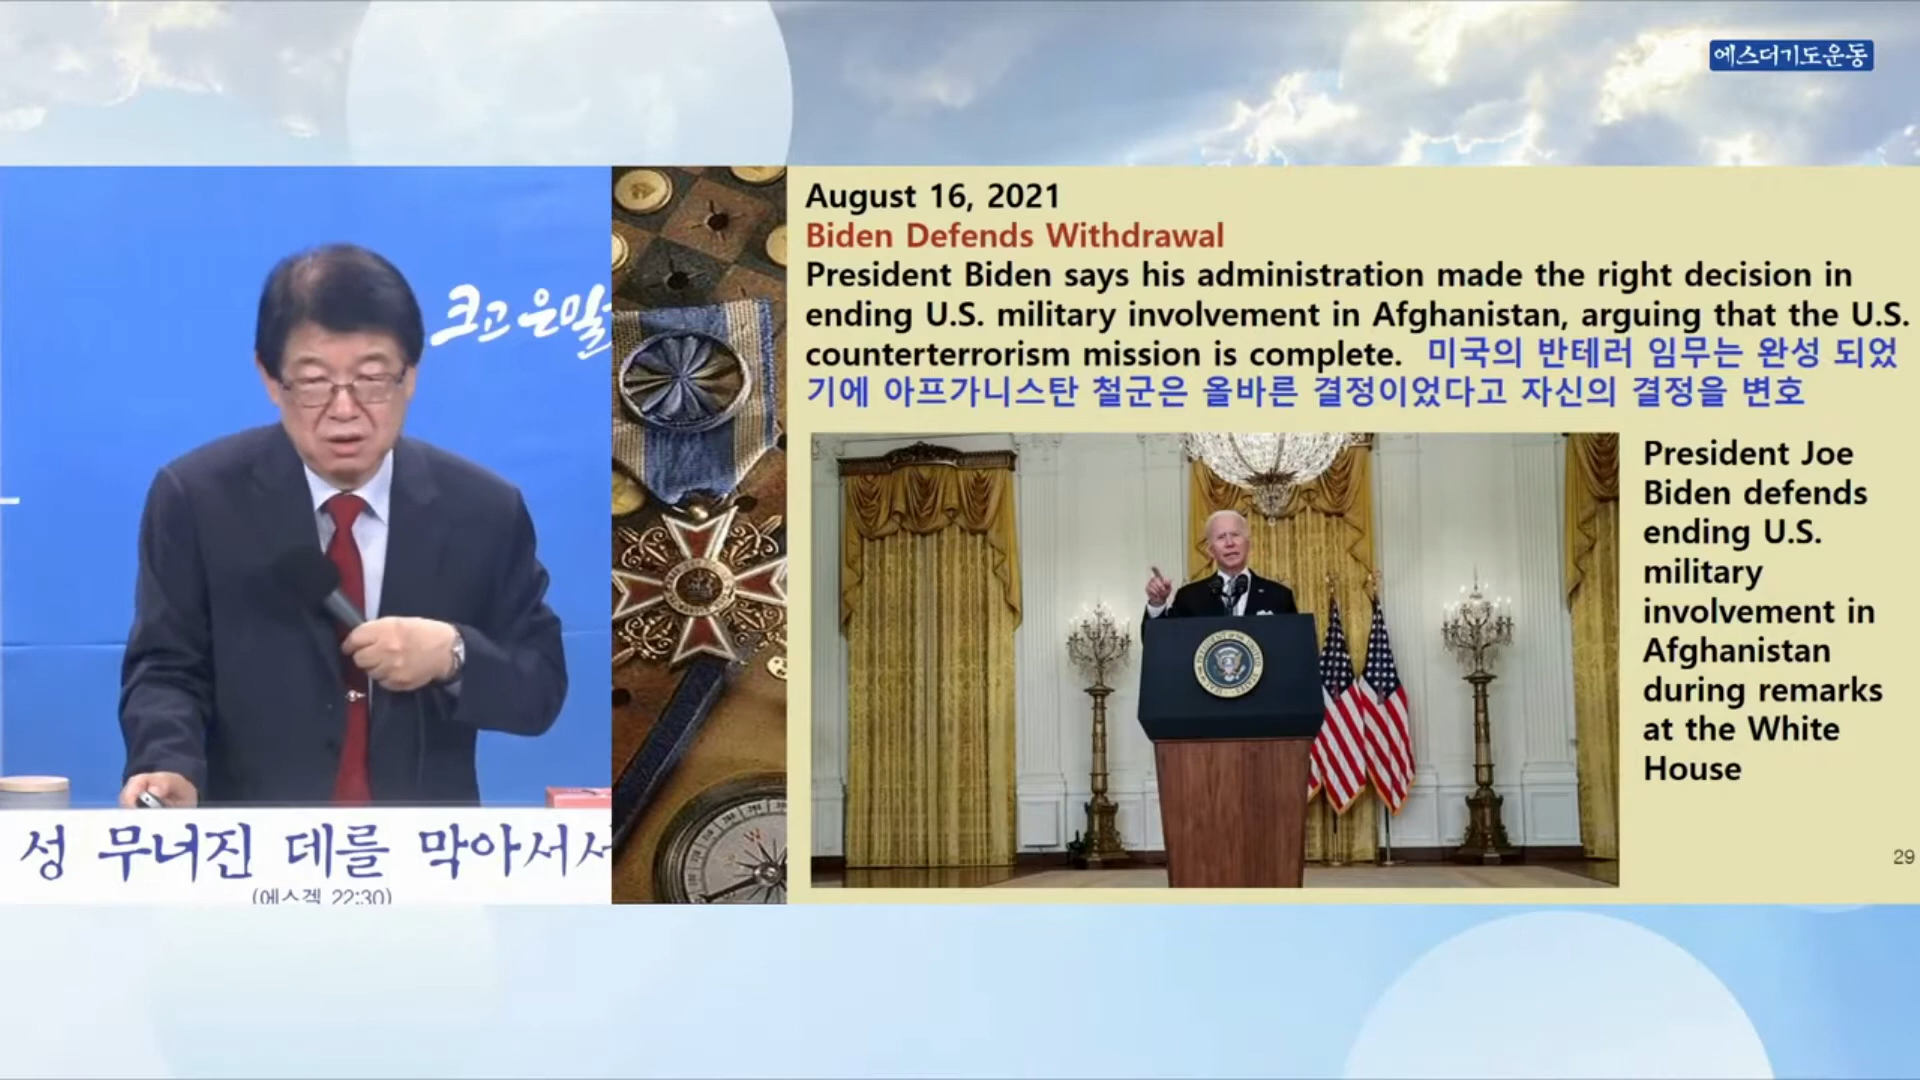 에스더기도운동
크고 은밀
August 16, 2021
Biden Defends Withdrawal
President Biden says his administration made the right decision in
ending U.S. military involvement in Afghanistan, arguing that the U.S.
counterterrorism mission is complete. 미국의 반테러 임무는 완성 되었
기에 아프가니스탄 철군은 올바른 결정이었다고 자신의 결정을 변호
President Joe
Biden defends
ending U.S.
military
involvement in
Afghanistan
during remarks
at the White
House
29
성 무너진 데를 막아서서
(에스겔 22:30)